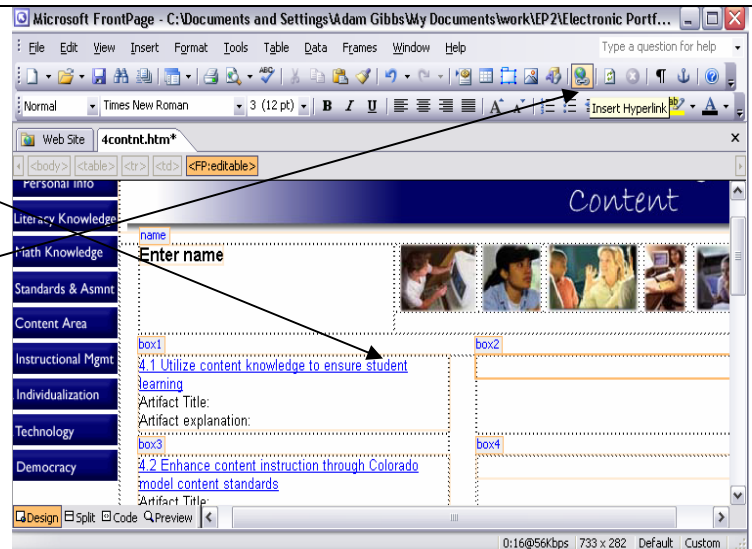 Microsoft FrontPage - C:\Documents and Settings\Adam Gibbs\My Documents\work\EP2\Electronic Portf...
File Edit View Insert Format Tools Table Data Frames Window Help Type a question for help
Normal Times New Roman 3 (12 pt) B I U A A Insert Hyperlink ab A
Web Site 4contnt.htm*
<body> <table> <tr> <td> <FP:editable>
Personal Info
Content
Literacy Knowledge
name
Math Knowledge
Enter name
Standards & Asmnt
Content Area
box1 box2
Instructional Mgmt
4.1 Utilize content knowledge to ensure student
learning
Individualization
Artifact Title:
Artifact explanation:
Technology
box3 box4
Democracy
4.2 Enhance content instruction through Colorado
model content standards
Artifact Title:
Design Split Code Preview
0:16@56Kbps 733 x 282 Default Custom